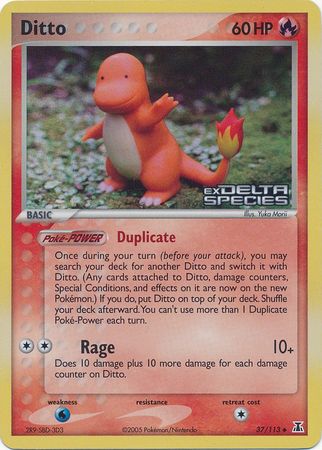 Ditto 60 HP
EX DELTA
SPECIES
Illus. Yuka Morii
BASIC
Poké-POWER Duplicate
Once during your turn (before your attack), you may
search your deck for another Ditto and switch it with
Ditto. (Any cards attached to Ditto, damage counters,
Special Conditions, and effects on it are now on the new
Pokémon.) If you do, put Ditto on top of your deck. Shuffle
your deck afterward. You can't use more than 1 Duplicate
Poké-Power each turn.
Rage 10+
Does 10 damage plus 10 more damage for each damage
counter on Ditto.
weakness resistance retreat cost
2R9-5BD-3D3 ©2005 Pokémon/Nintendo 37/113